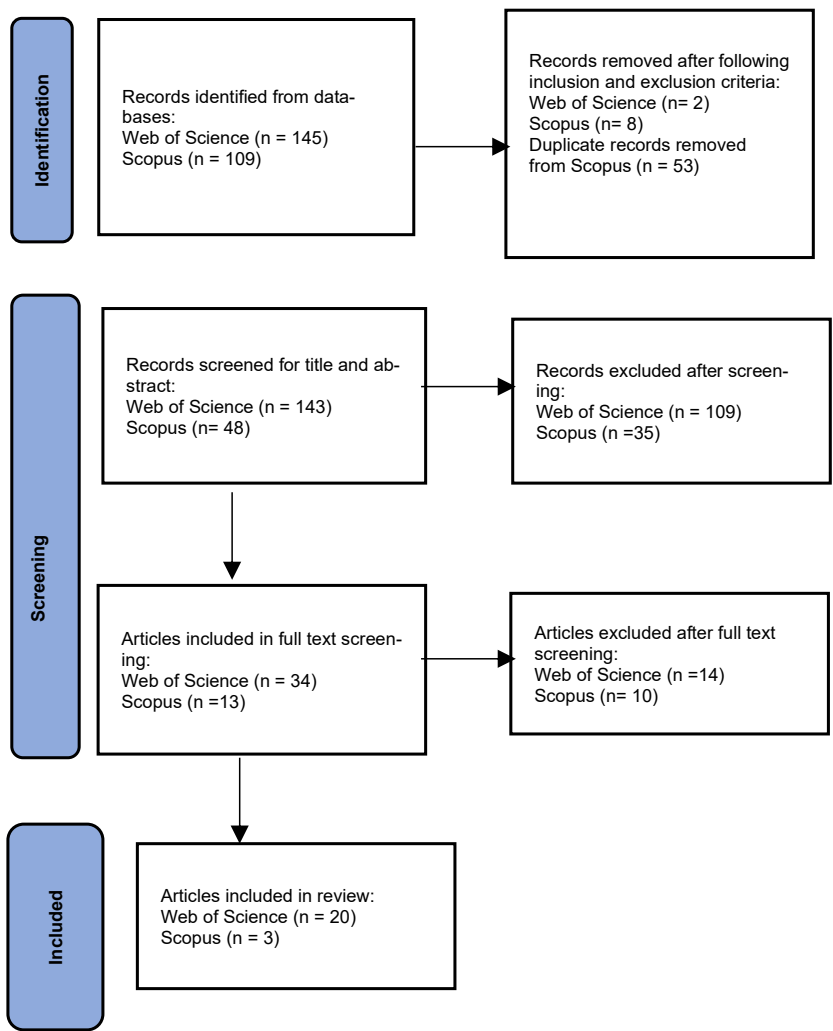 Identification
Records identified from data-
bases:
Web of Science (n = 145)
Scopus (n = 109)
Records removed after following
inclusion and exclusion criteria:
Web of Science (n= 2)
Scopus (n= 8)
Duplicate records removed
from Scopus (n = 53)
Screening
Records screened for title and ab-
stract:
Web of Science (n = 143)
Scopus (n= 48)
Records excluded after screen-
ing:
Web of Science (n = 109)
Scopus (n =35)
Articles included in full text screen-
ing:
Web of Science (n = 34)
Scopus (n =13)
Articles excluded after full text
screening:
Web of Science (n =14)
Scopus (n= 10)
Included
Articles included in review:
Web of Science (n = 20)
Scopus (n = 3)